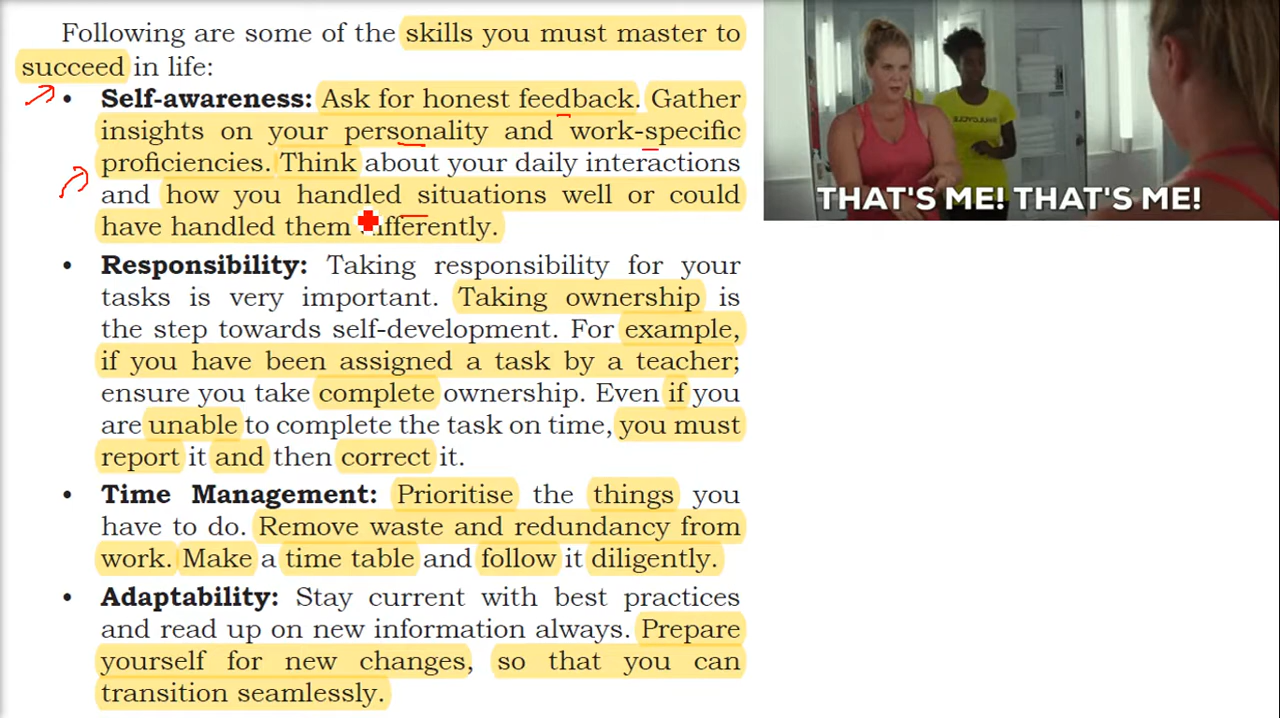 Following are some of the skills you must master to
succeed in life:
• Self-awareness: Ask for honest feedback. Gather
insights on your personality and work-specific
proficiencies. Think about your daily interactions
and how you handled situations well or could
have handled them differently.
• Responsibility: Taking responsibility for your
tasks is very important. Taking ownership is
the step towards self-development. For example,
if you have been assigned a task by a teacher;
ensure you take complete ownership. Even if you
are unable to complete the task on time, you must
report it and then correct it.
• Time Management: Prioritise the things you
have to do. Remove waste and redundancy from
work. Make a time table and follow it diligently.
• Adaptability: Stay current with best practices
and read up on new information always. Prepare
yourself for new changes, so that you can
transition seamlessly.
THAT'S ME! THAT'S ME!